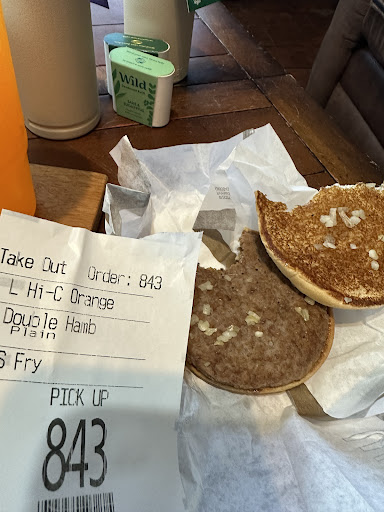 Wild
Take Out Order: 843
L Hi-C Orange
Double Hamb
Plain
S Fry
PICK UP
843